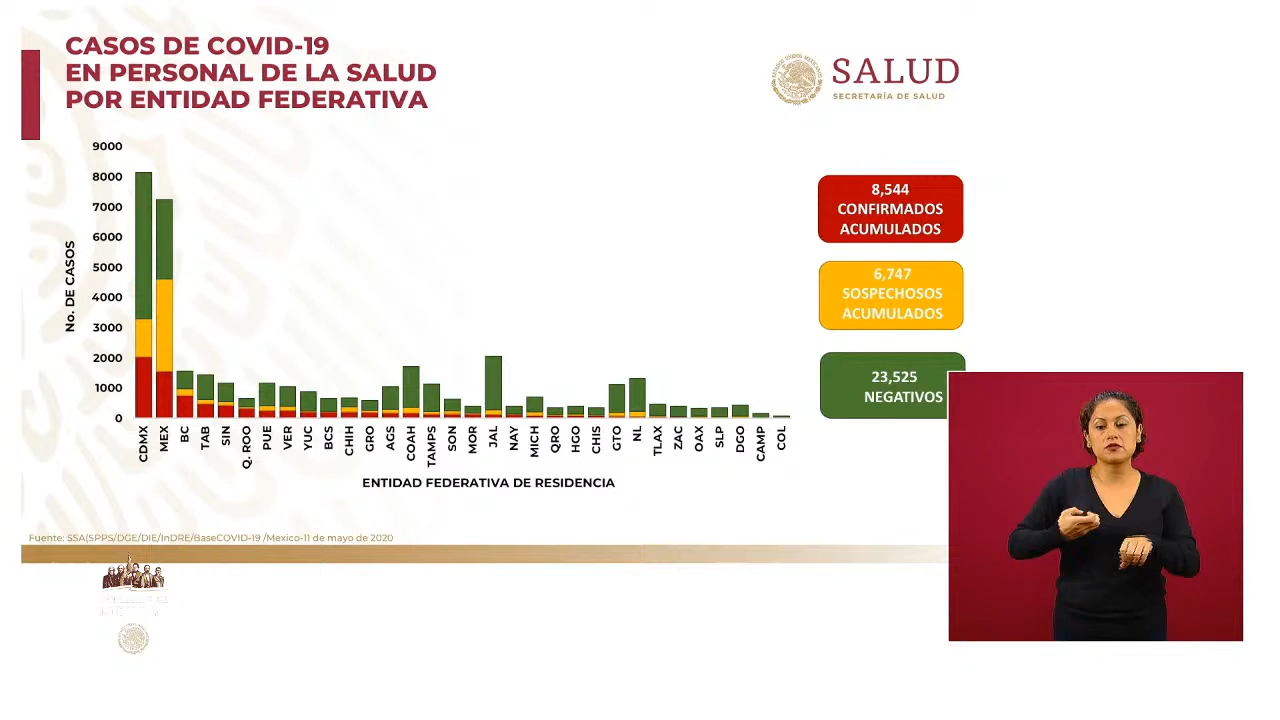 CASOS DE COVID-19
EN PERSONAL DE LA SALUD
POR ENTIDAD FEDERATIVA
SALUD
SECRETARÍA DE SALUD
9000
8000
7000
6000
5000
4000
3000
2000
1000
0
No. DE CASOS
CDMX
MEX
BC
TAB
SIN
Q. ROO
PUE
VER
YUC
BCS
CHIH
GRO
AGS
COAH
TAMPS
SON
MOR
JAL
NAY
MICH
QRO
HGO
CHIS
GTO
NL
TLAX
ZAC
OAX
SLP
DGO
CAMP
COL
ENTIDAD FEDERATIVA DE RESIDENCIA
8,544
CONFIRMADOS
ACUMULADOS
6,747
SOSPECHOSOS
ACUMULADOS
23,525
NEGATIVOS
Fuente: SSA(SPPS/DGE/DIE/InDRE/BaseCOVID-19 /Mexico-11 de mayo de 2020